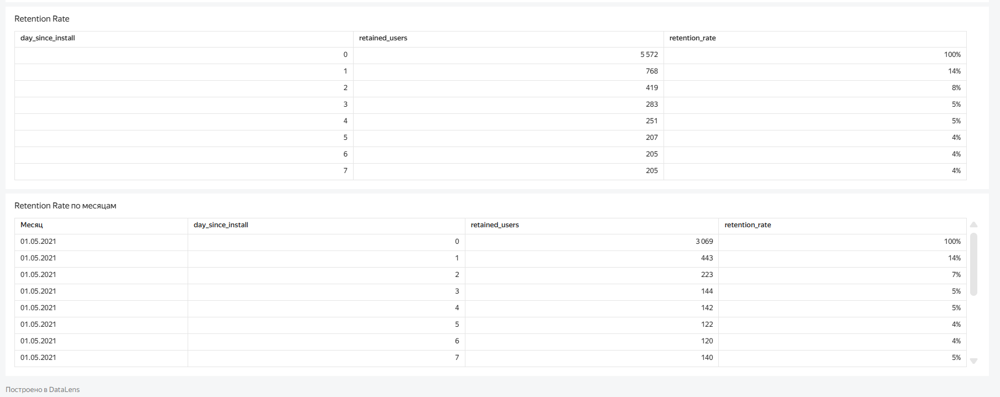 Retention Rate
day_since_install retained_users retention_rate
0 5 572 100%
1 768 14%
2 419 8%
3 283 5%
4 251 5%
5 207 4%
6 205 4%
7 205 4%
Retention Rate по месяцам
Месяц day_since_install retained_users retention_rate
01.05.2021 0 3 069 100%
01.05.2021 1 443 14%
01.05.2021 2 223 7%
01.05.2021 3 144 5%
01.05.2021 4 142 5%
01.05.2021 5 122 4%
01.05.2021 6 120 4%
01.05.2021 7 140 5%
Построено в DataLens